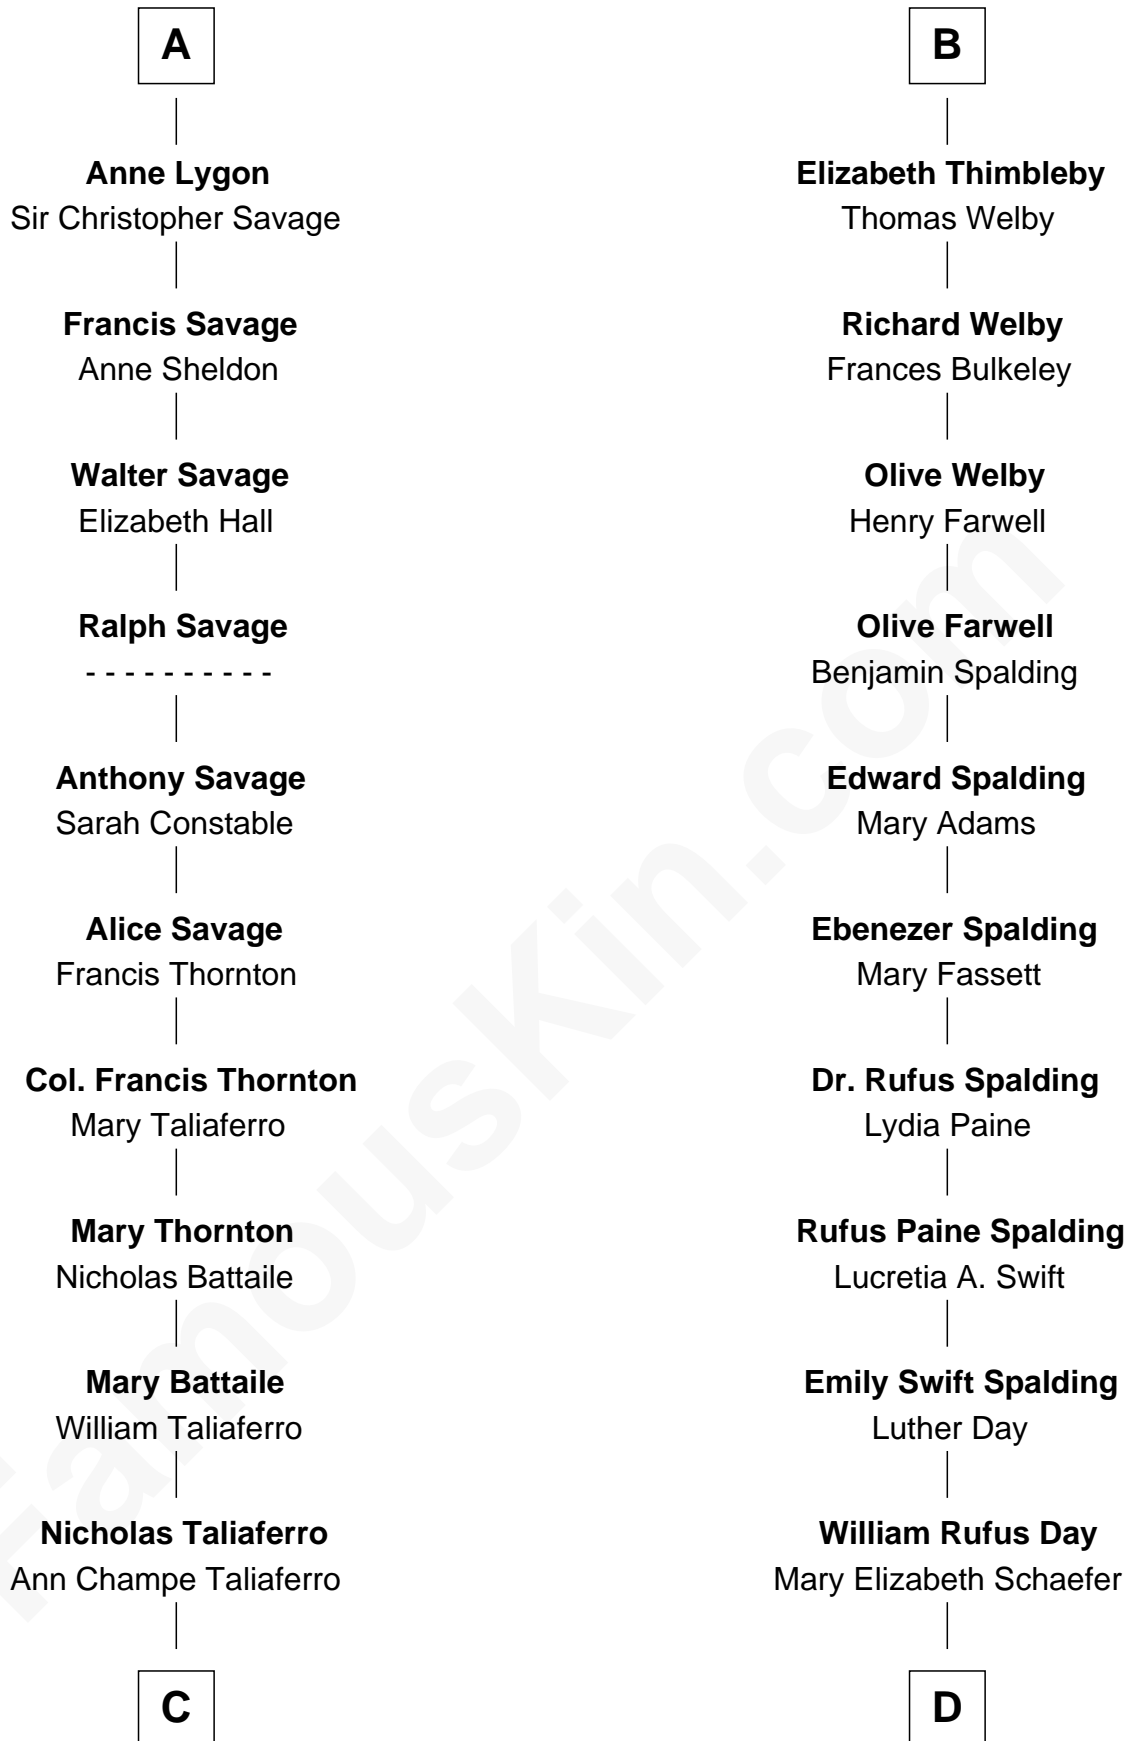 A
Anne Lygon
Sir Christopher Savage
Francis Savage
Anne Sheldon
Walter Savage
Elizabeth Hall
Ralph Savage
- - - - - - - - - -
Anthony Savage
Sarah Constable
Alice Savage
Francis Thornton
Col. Francis Thornton
Mary Taliaferro
Mary Thornton
Nicholas Battaile
Mary Battaile
William Taliaferro
Nicholas Taliaferro
Ann Champe Taliaferro
C
B
Elizabeth Thimbleby
Thomas Welby
Richard Welby
Frances Bulkeley
Olive Welby
Henry Farwell
Olive Farwell
Benjamin Spalding
Edward Spalding
Mary Adams
Ebenezer Spalding
Mary Fassett
Dr. Rufus Spalding
Lydia Paine
Rufus Paine Spalding
Lucretia A. Swift
Emily Swift Spalding
Luther Day
William Rufus Day
Mary Elizabeth Schaefer
D
FamousKin.com